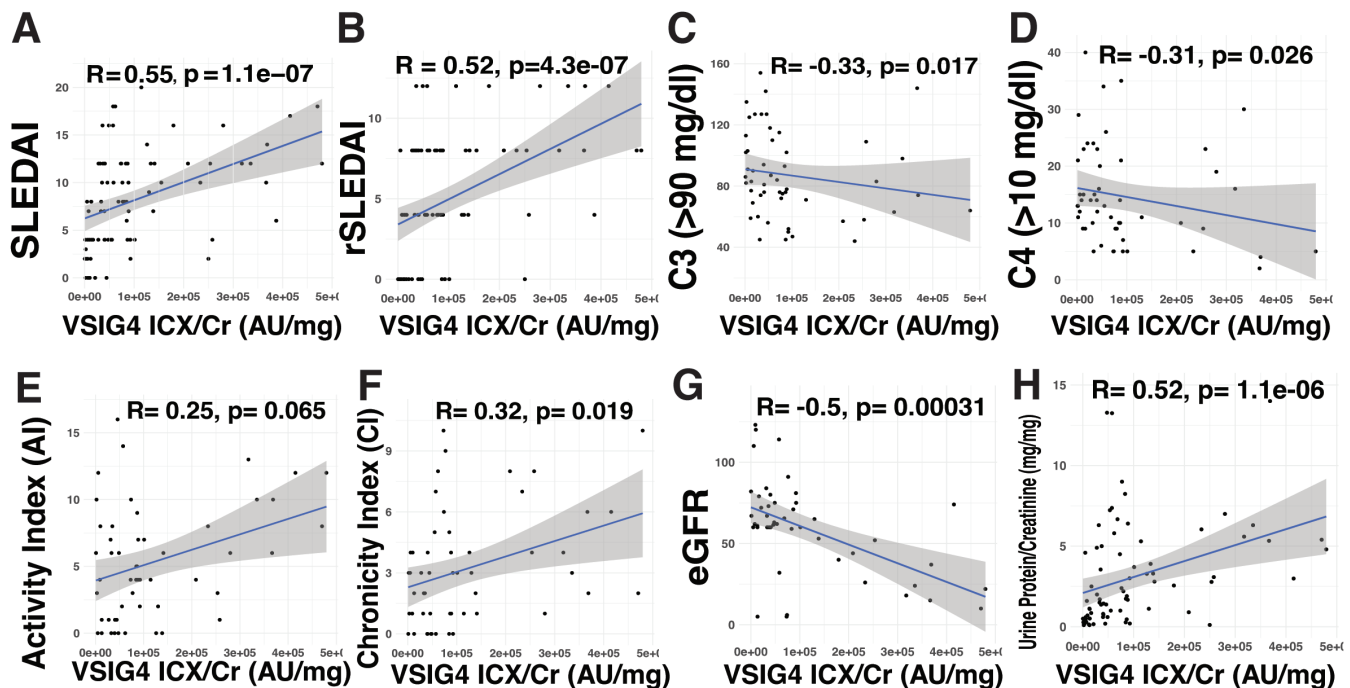 A
R=0.55, p=1.1e−07
SLEDAI
20
15
10
5
0
0e+00 1e+05 2e+05 3e+05 4e+05 5e+(
VSIG4 ICX/Cr (AU/mg)
B
R = 0.52, p=4.3e-07
rSLEDAI
8
4
0
0e+00 1e+05 2e+05 3e+05 4e+05 5e+(
VSIG4 ICX/Cr (AU/mg)
C
R= -0.33, p= 0.017
C3 (>90 mg/dl)
160
120
80
40
0e+00 1e+05 2e+05 3e+05 4e+05 5e+(
VSIG4 ICX/Cr (AU/mg)
D
R= -0.31, p= 0.026
C4 (>10 mg/dl)
40
30
20
10
0
0e+00 1e+05 2e+05 3e+05 4e+05 5e+(
VSIG4 ICX/Cr (AU/mg)
E
R= 0.25, p= 0.065
Activity Index (AI)
15
10
5
0
0e+00 1e+05 2e+05 3e+05 4e+05 5e+(
VSIG4 ICX/Cr (AU/mg)
F
R= 0.32, p= 0.019
Chronicity Index (CI)
9
6
3
0
0e+00 1e+05 2e+05 3e+05 4e+05 5e+(
VSIG4 ICX/Cr (AU/mg)
G
R= -0.5, p= 0.00031
eGFR
100
50
0
0e+00 1e+05 2e+05 3e+05 4e+05 5e+(
VSIG4 ICX/Cr (AU/mg)
H
R= 0.52, p= 1.1e-06
Urine Protein/Creatinine (mg/mg)
15
10
5
0
0e+00 1e+05 2e+05 3e+05 4e+05 5e+(
VSIG4 ICX/Cr (AU/mg)